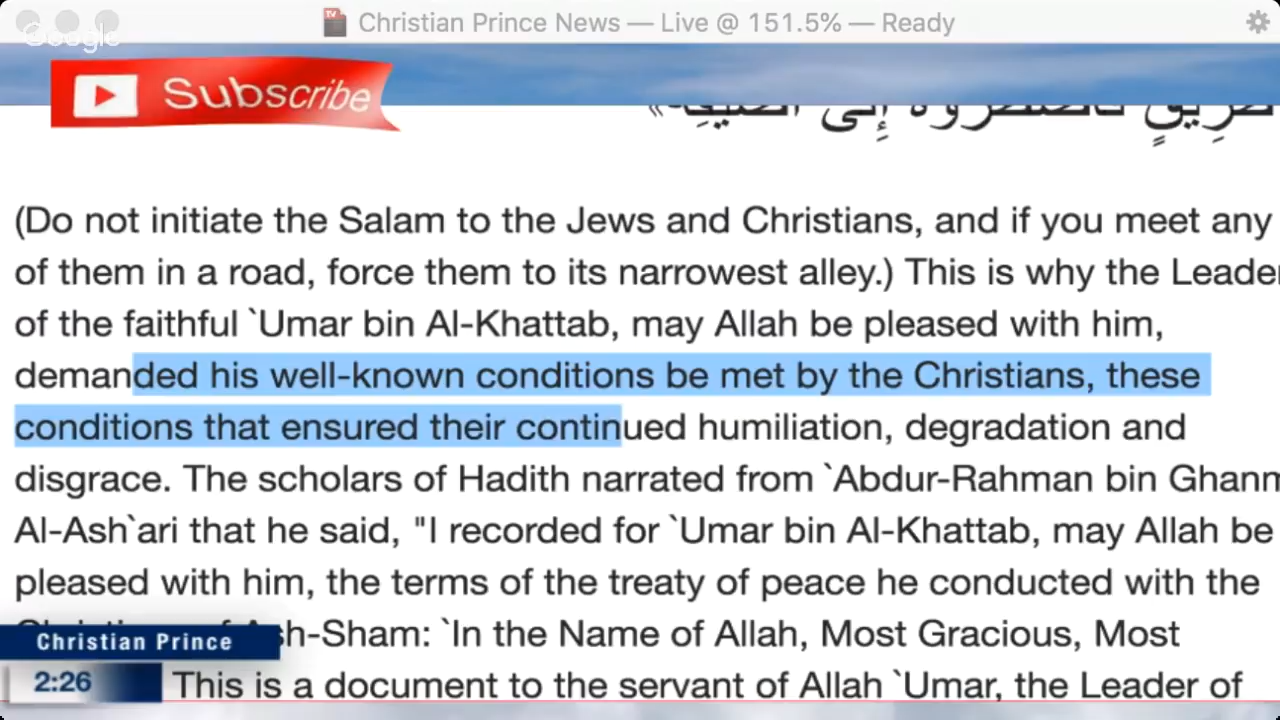 Christian Prince News — Live @ 151.5% — Ready
Google
Subscribe
(Do not initiate the Salam to the Jews and Christians, and if you meet any
of them in a road, force them to its narrowest alley.) This is why the Leader
of the faithful `Umar bin Al-Khattab, may Allah be pleased with him,
demanded his well-known conditions be met by the Christians, these
conditions that ensured their continued humiliation, degradation and
disgrace. The scholars of Hadith narrated from `Abdur-Rahman bin Ghanm
Al-Ash`ari that he said, "I recorded for `Umar bin Al-Khattab, may Allah be
pleased with him, the terms of the treaty of peace he conducted with the
of Ash-Sham: `In the Name of Allah, Most Gracious, Most
Christian Prince
This is a document to the servant of Allah `Umar, the Leader of
2:26